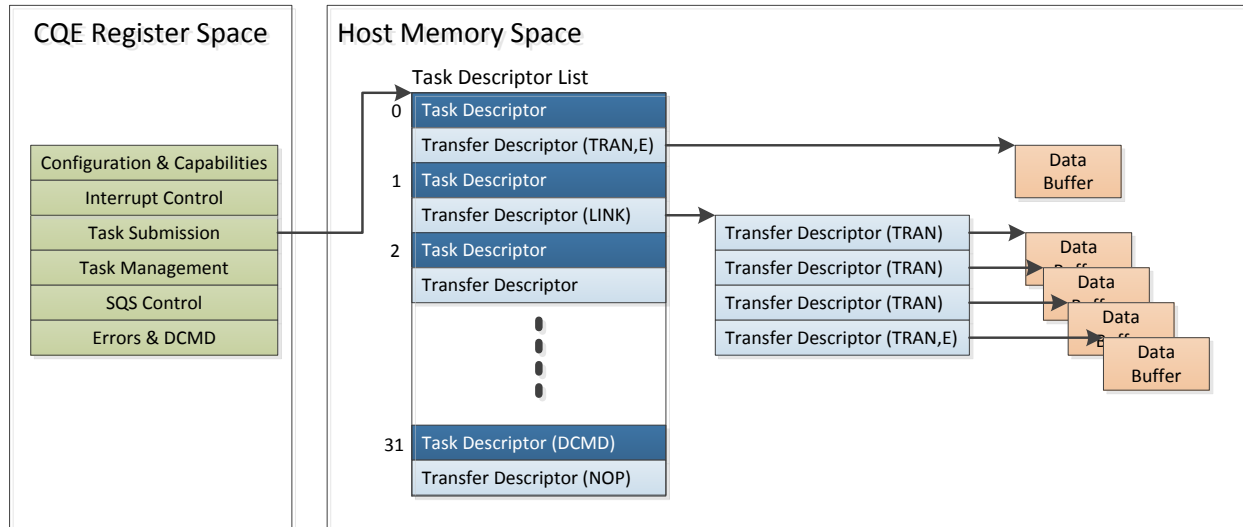 CQE Register Space
Configuration & Capabilities
Interrupt Control
Task Submission
Task Management
SQS Control
Errors & DCMD
Host Memory Space
Task Descriptor List
0
Task Descriptor
Transfer Descriptor (TRAN,E)
1
Task Descriptor
Transfer Descriptor (LINK)
2
Task Descriptor
Transfer Descriptor
31
Task Descriptor (DCMD)
Transfer Descriptor (NOP)
Transfer Descriptor (TRAN)
Transfer Descriptor (TRAN)
Transfer Descriptor (TRAN)
Transfer Descriptor (TRAN,E)
Data
Buffer
Data
Buffer
Data
Buffer
Data
Buffer
Data
Buffer